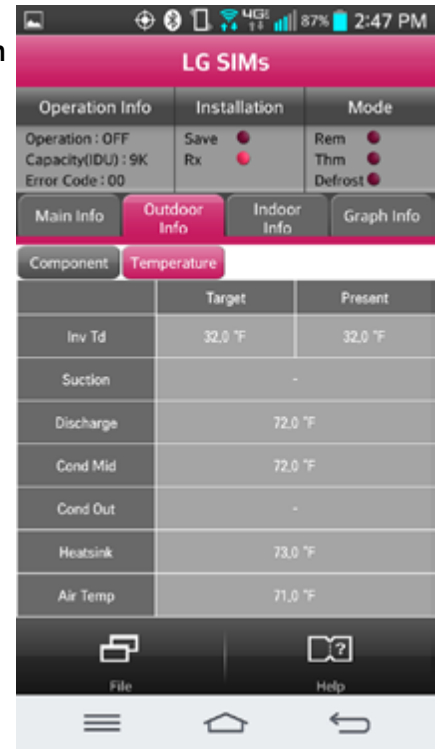 n
4G
87% 2:47 PM
LG SIMs
Operation Info Installation Mode
Operation : OFF Save Rem
Capacity(IDU) : 9K Rx Thm
Error Code : 00 Defrost
Main Info Outdoor Info Indoor Info Graph Info
Component Temperature
Target Present
Inv Td 32,0 °F 32,0 °F
Suction -
Discharge 72,0 °F
Cond Mid 72,0 °F
Cond Out -
Heatsink 73,0 °F
Air Temp 71,0 °F
?
File Help